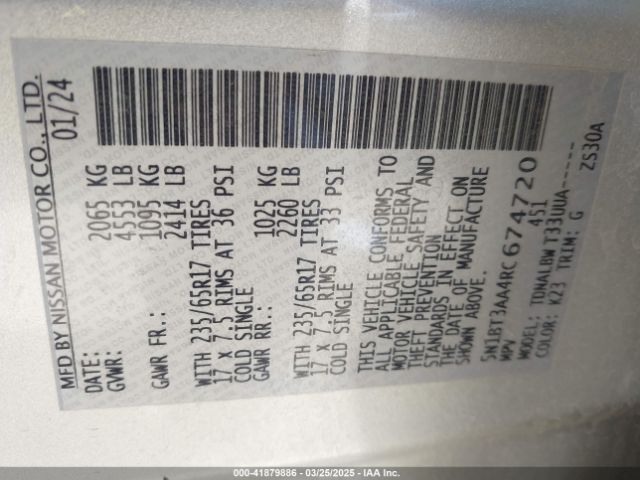 MFD BY NISSAN MOTOR CO., LTD.
DATE: 01/24
GVWR: 2065 KG
4553 LB
GAWR FR.: 1095 KG
2414 LB
WITH 235/65R17 TIRES
17 X 7.5 RIMS AT 36 PSI
COLD SINGLE
GAWR RR.: 1025 KG
2260 LB
WITH 235/65R17 TIRES
17 X 7.5 RIMS AT 33 PSI
COLD SINGLE
THIS VEHICLE CONFORMS TO
ALL APPLICABLE FEDERAL
MOTOR VEHICLE SAFETY AND
THEFT PREVENTION
STANDARDS IN EFFECT ON
THE DATE OF MANUFACTURE
SHOWN ABOVE.
5N1BT3AA4RC674720
MPV 451
MODEL: TDNALBWT33UUA-----
COLOR: K23 TRIM: G ZS30A
000-41879886 - 03/25/2025 - IAA Inc.